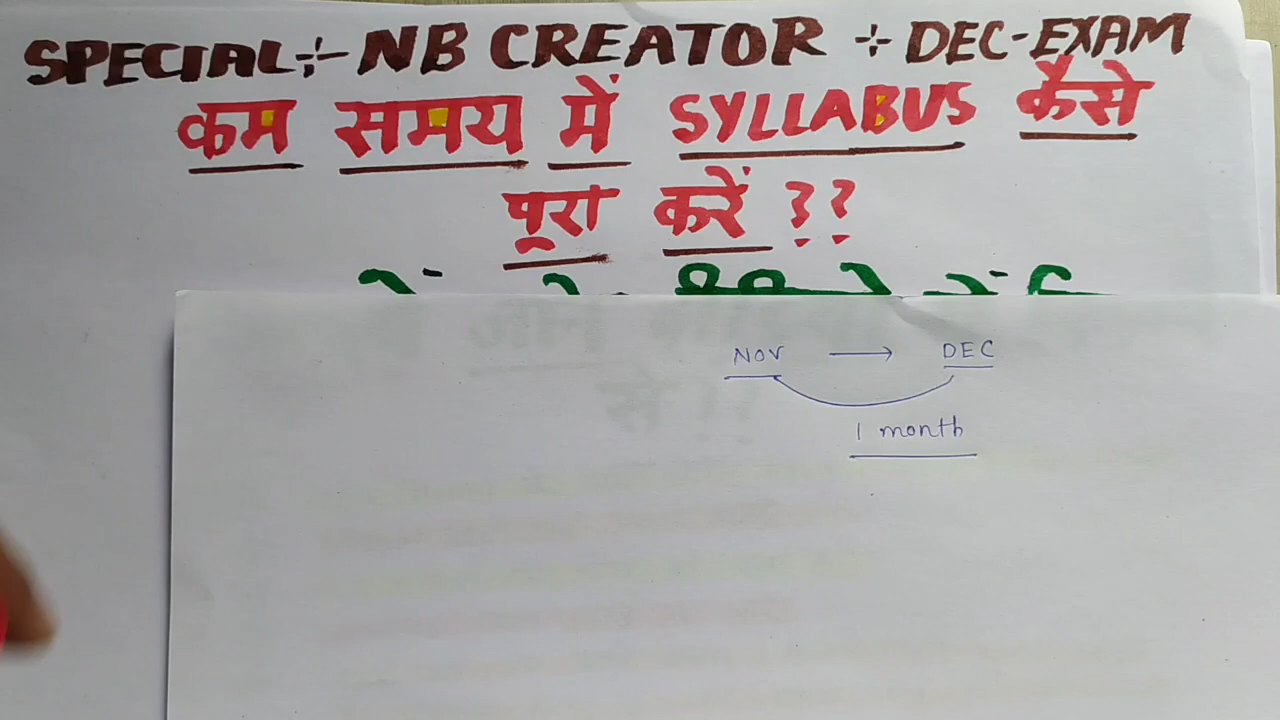 SPECIAL:- NB CREATOR ÷ DEC-EXAM
कम समय में SYLLABUS कैसे
पूरा करें ??
NOV → DEC
1 month